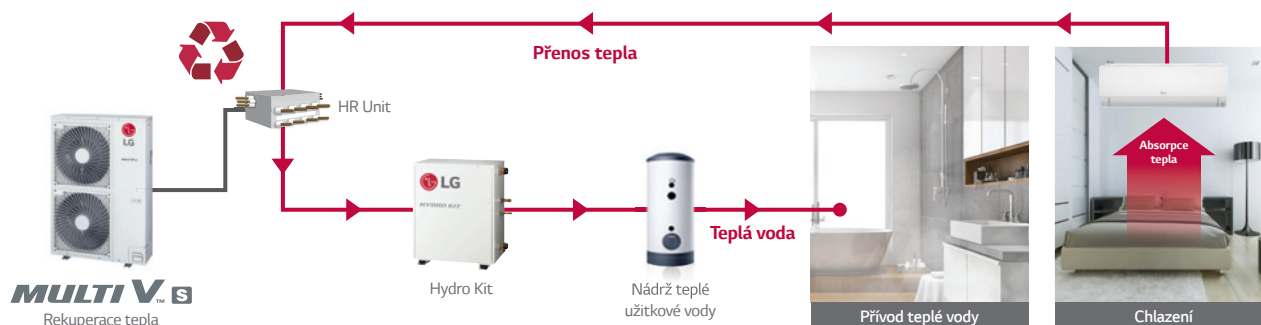 Přenos tepla
HR Unit
LG
Absorpce
tepla
LG
HYDRO KIT
Teplá voda
MULTI V™ S
Rekuperace tepla
Hydro Kit
Nádrž teplé
užitkové vody
Přívod teplé vody
Chlazení